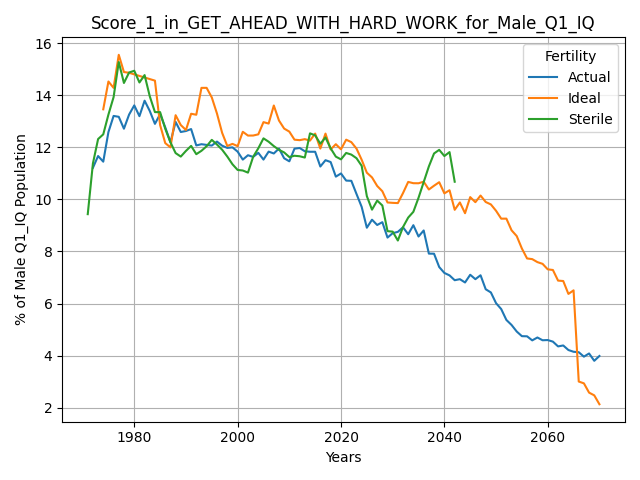 Score_1_in_GET_AHEAD_WITH_HARD_WORK_for_Male_Q1_IQ
% of Male Q1_IQ Population
16
14
12
10
8
6
4
2
Fertility
Actual
Ideal
Sterile
1980 2000 2020 2040 2060
Years